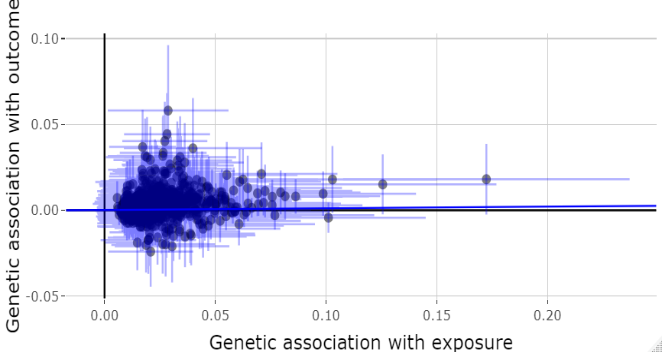 Genetic association with outcome
0.10
0.05
0.00
-0.05
0.00 0.05 0.10 0.15 0.20
Genetic association with exposure